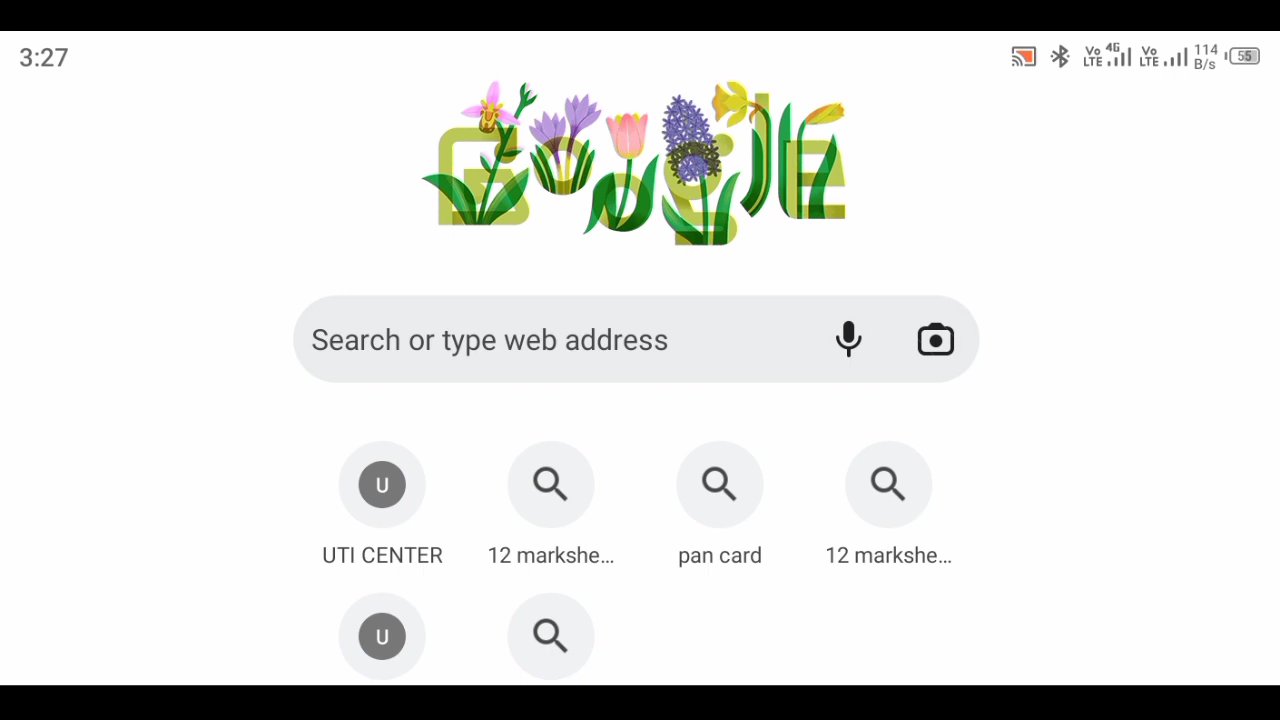 3:27
Vo LTE 4G Vo LTE 114 B/s 55
Google
Search or type web address
U
UTI CENTER
12 markshe...
pan card
12 markshe...
U